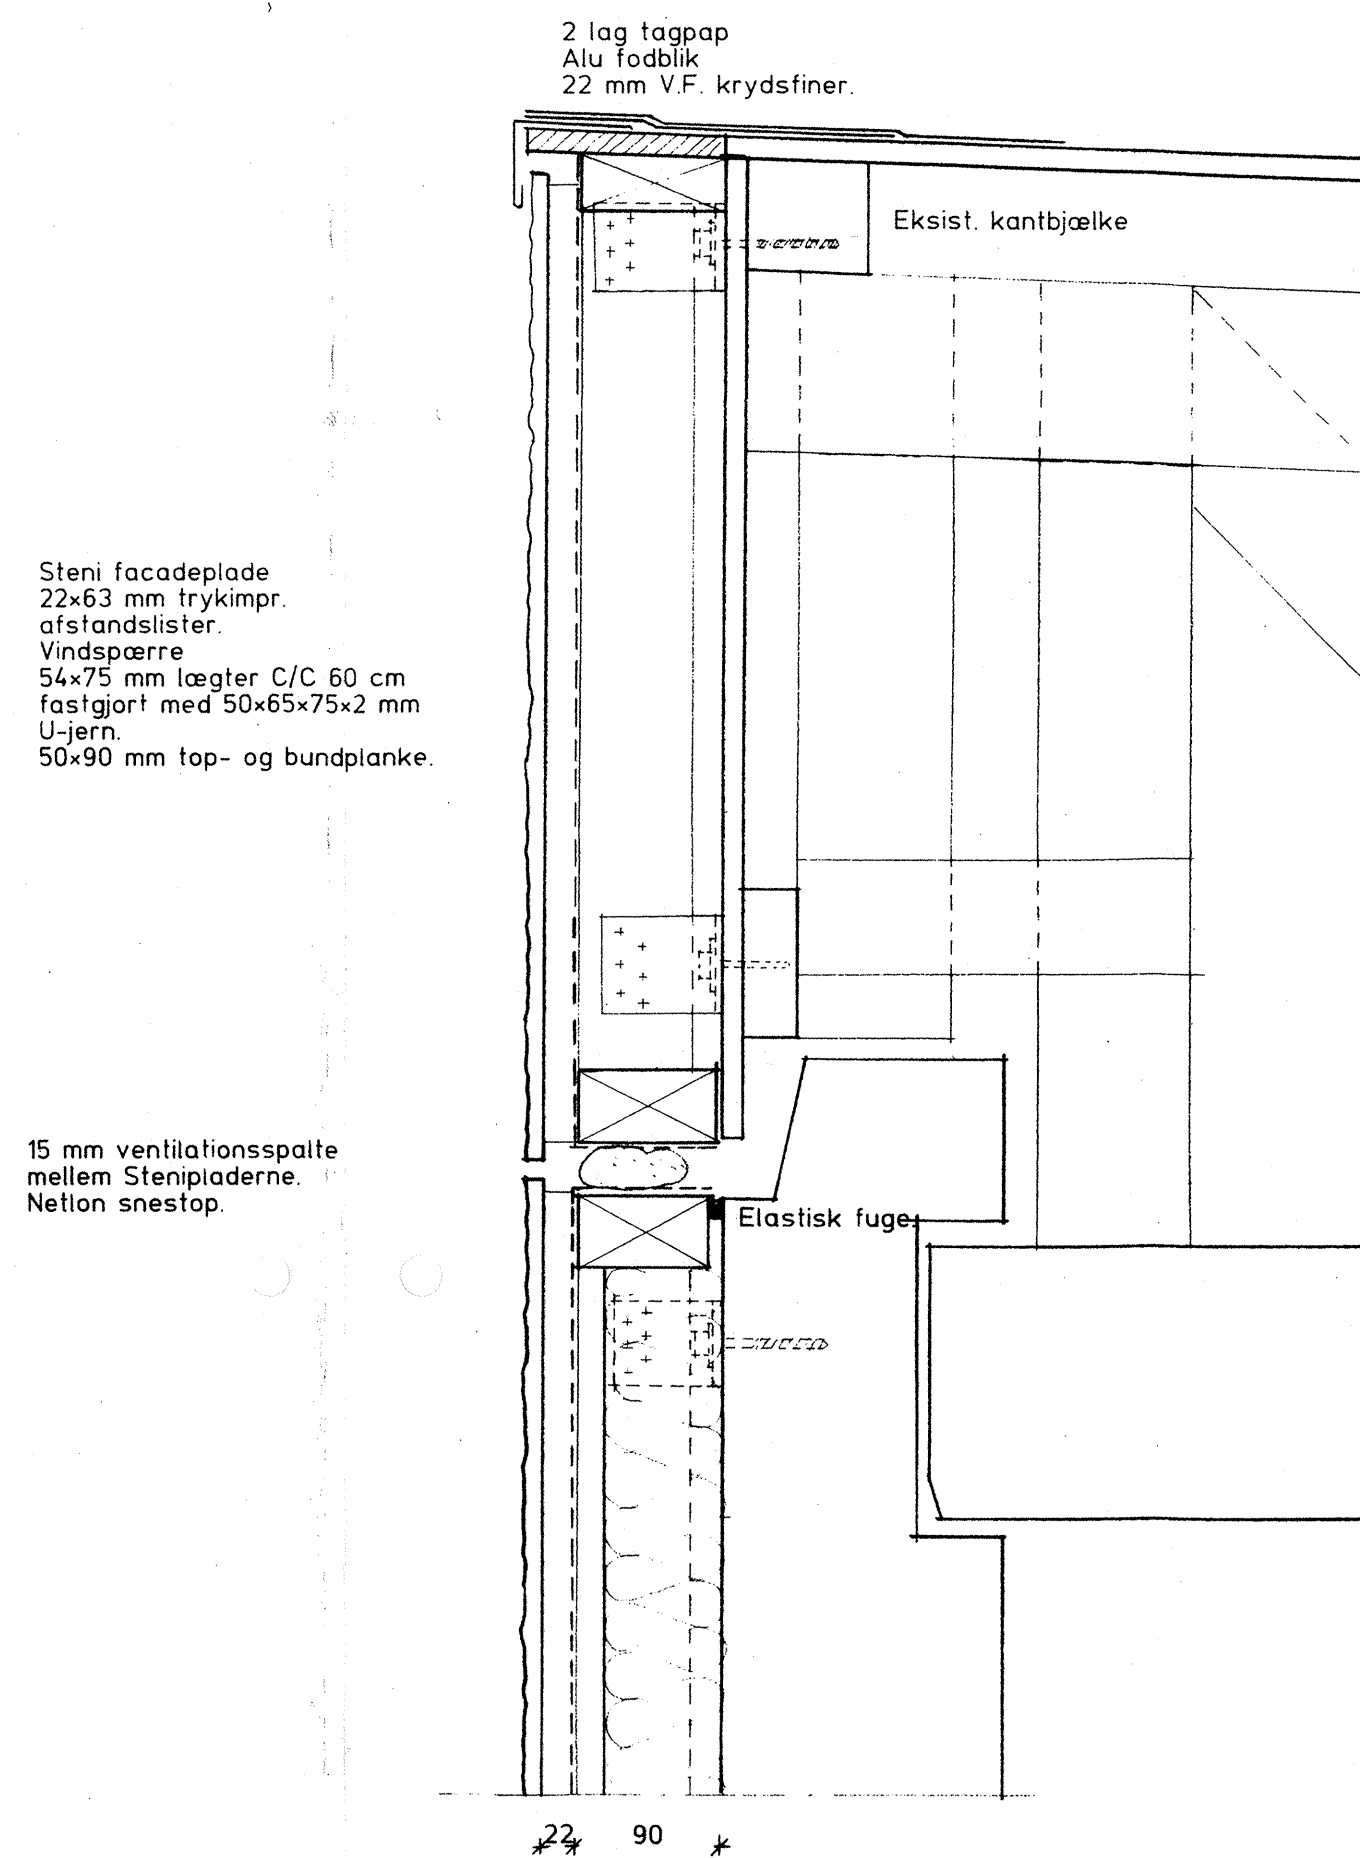 2 lag tagpap
Alu fodblik
22 mm V.F. krydsfiner.
Eksist. kantbjælke
Steni facadeplade
22×63 mm trykimpr.
afstandslister.
Vindspærre
54×75 mm lægter C/C 60 cm
fastgjort med 50×65×75×2 mm
U-jern.
50×90 mm top- og bundplanke.
15 mm ventilationsspalte
mellem Stenipladerne.
Netlon snestop.
Elastisk fuge.
22 90